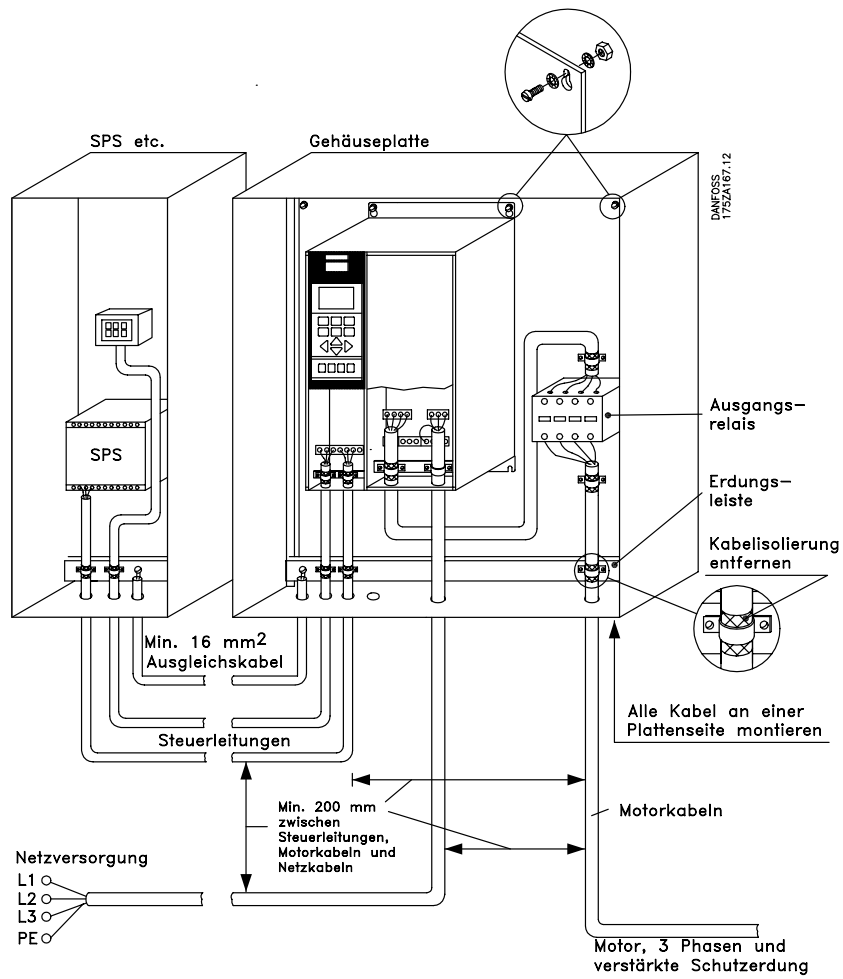 SPS etc.
Gehäuseplatte
DANFOSS
175ZA167.12
SPS
Ausgangs-
relais
Erdungs-
leiste
Kabelisolierung
entfernen
Min. 16 mm2
Ausgleichskabel
Alle Kabel an einer
Plattenseite montieren
Steuerleitungen
Min. 200 mm
zwischen
Steuerleitungen,
Motorkabeln und
Netzkabeln
Motorkabeln
Netzversorgung
L1
L2
L3
PE
Motor, 3 Phasen und
verstärkte Schutzerdung